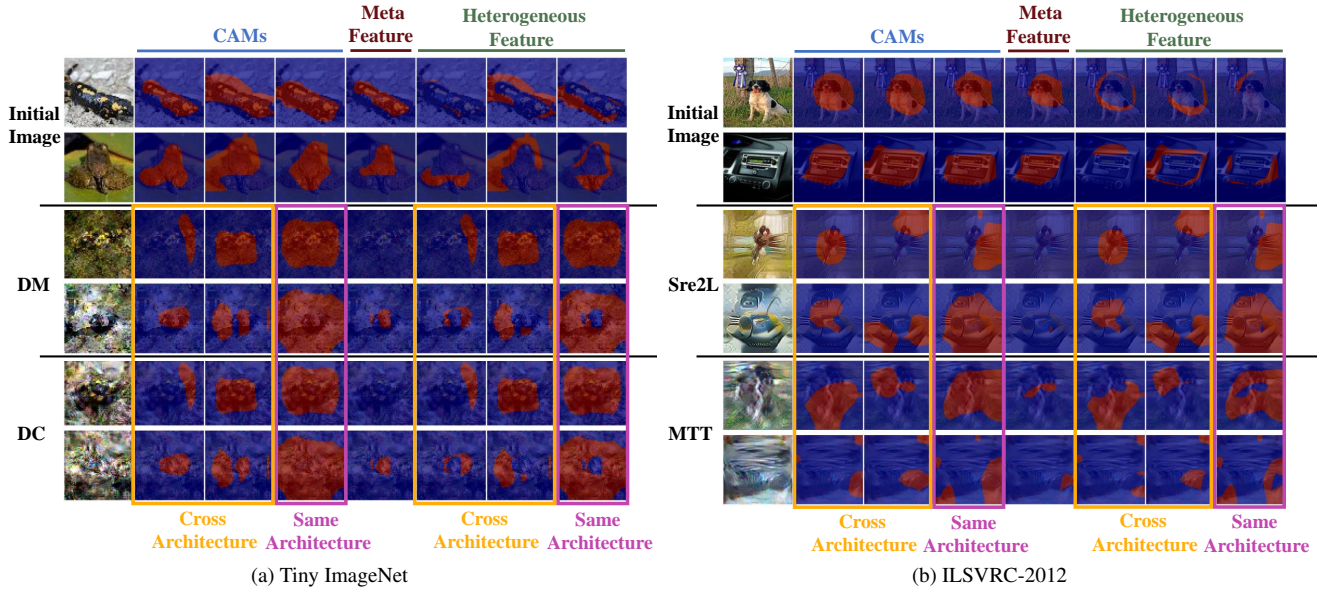 CAMs
Meta
Feature
Heterogeneous
Feature
Initial
Image
DM
DC
Cross
Architecture
Same
Architecture
Cross
Architecture
Same
Architecture
(a) Tiny ImageNet
CAMs
Meta
Feature
Heterogeneous
Feature
Initial
Image
Sre2L
MTT
Cross
Architecture
Same
Architecture
Cross
Architecture
Same
Architecture
(b) ILSVRC-2012